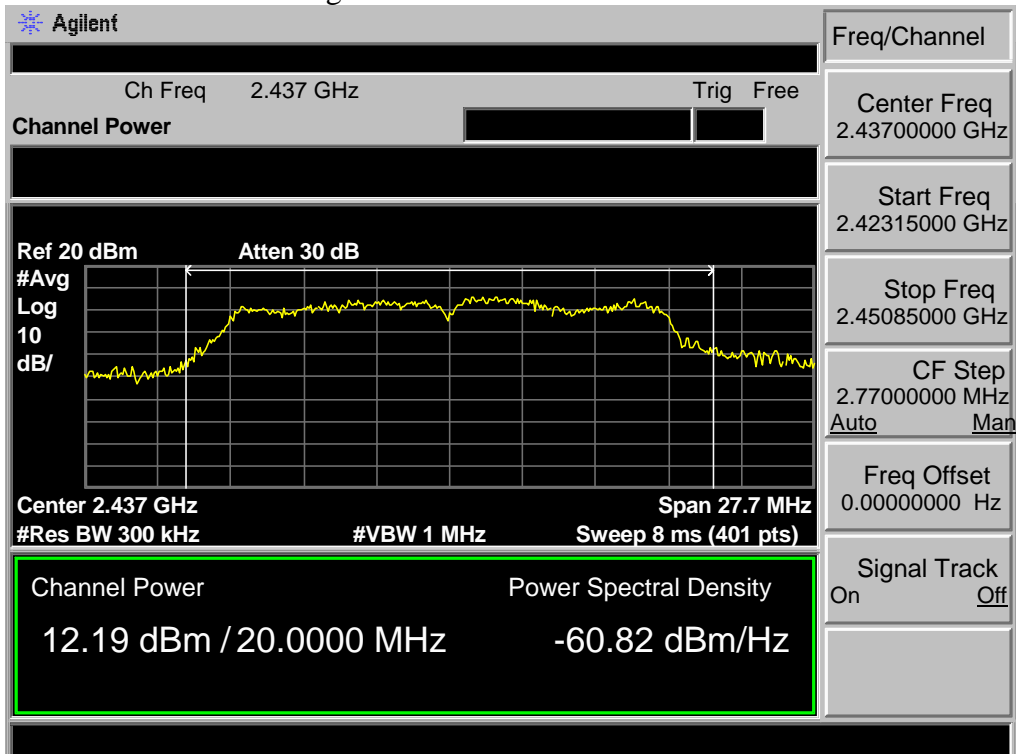 Agilent
Freq/Channel
Ch Freq 2.437 GHz Trig Free
Channel Power
Center Freq
2.43700000 GHz
Start Freq
2.42315000 GHz
Ref 20 dBm Atten 30 dB
#Avg
Log
10
dB/
Stop Freq
2.45085000 GHz
CF Step
2.77000000 MHz
Auto Man
Center 2.437 GHz Span 27.7 MHz
#Res BW 300 kHz #VBW 1 MHz Sweep 8 ms (401 pts)
Freq Offset
0.00000000 Hz
Channel Power Power Spectral Density
12.19 dBm / 20.0000 MHz -60.82 dBm/Hz
Signal Track
On Off